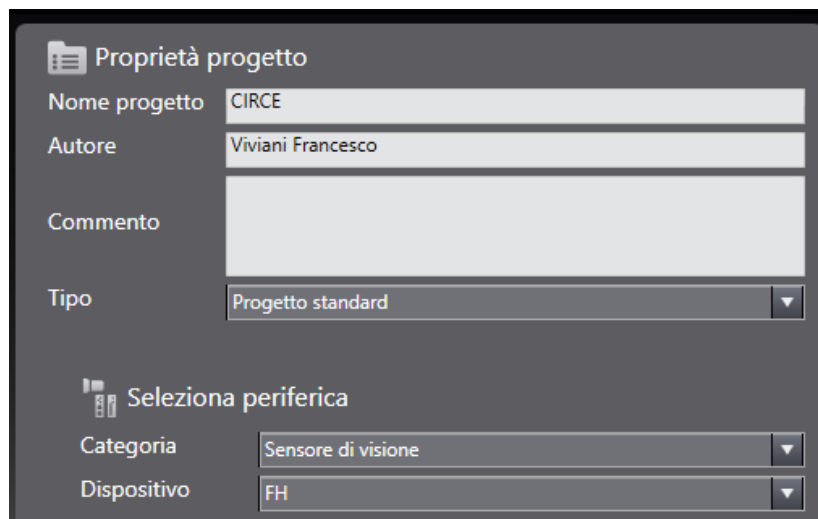 Proprietà progetto
Nome progetto CIRCE
Autore Viviani Francesco
Commento
Tipo Progetto standard
Seleziona periferica
Categoria Sensore di visione
Dispositivo FH